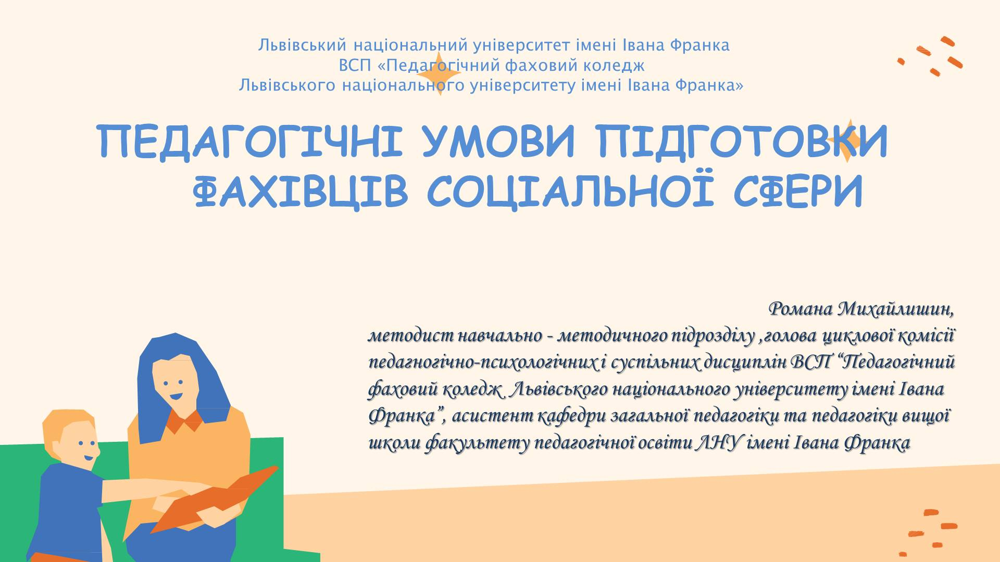 Львівський національний університет імені Івана Франка
ВСП «Педагогічний фаховий коледж
Львівського національного університету імені Івана Франка»
ПЕДАГОГІЧНІ УМОВИ ПІДГОТОВКИ
ФАХІВЦІВ СОЦІАЛЬНОЇ СФЕРИ
Романа Михайлишин,
методист навчально - методичного підрозділу ,голова циклової комісії
педагногічно-психологічних і суспільних дисциплін ВСП “Педагогічний
фаховий коледж Львівського національного університету імені Івана
Франка”, асистент кафедри загальної педагогіки та педагогіки вищої
школи факультету педагогічної освіти ЛНУ імені Івана Франка